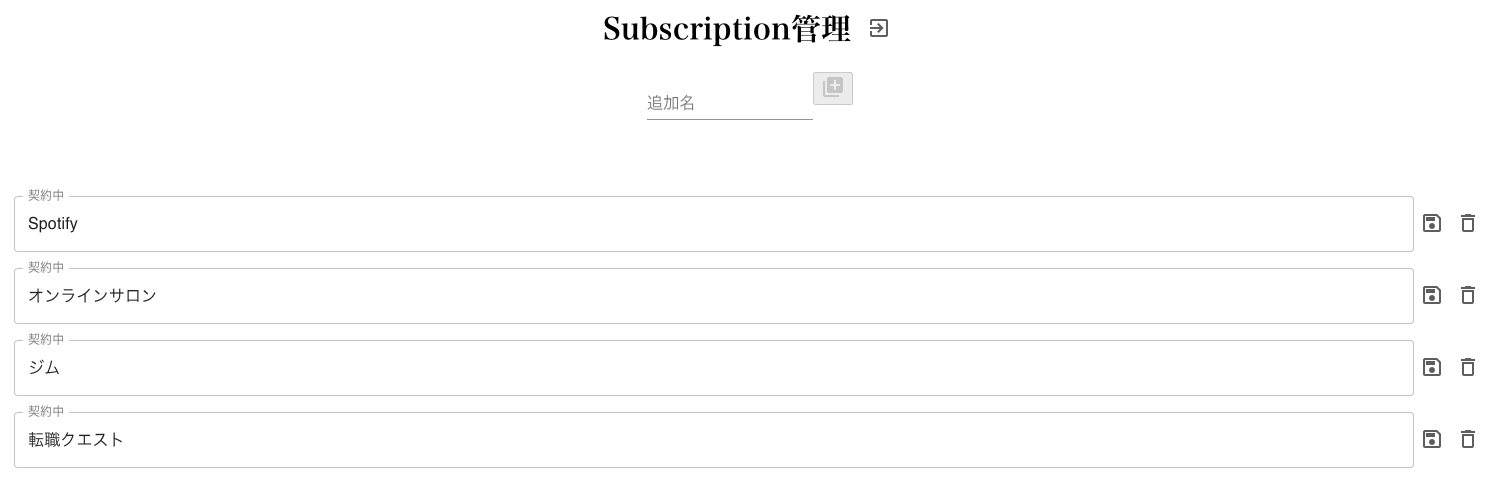 Subscription管理
追加名
契約中
Spotify
契約中
オンラインサロン
契約中
ジム
契約中
転職クエスト